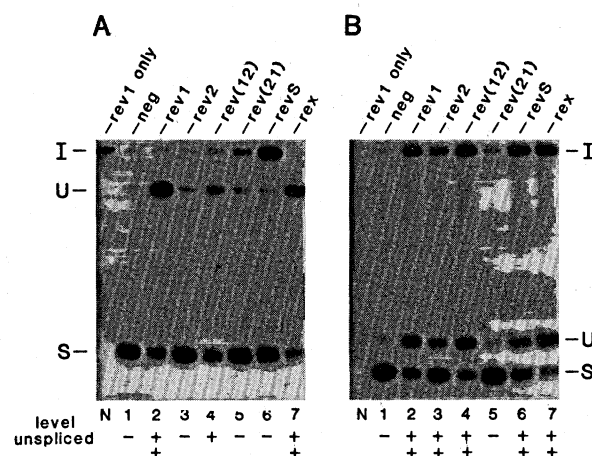 A
B
–rev1 only
–neg
–rev1
–rev2
–rev(12)
–rev(21)
–revS
–rex
–rev1 only
–neg
–rev1
–rev2
–rev(12)
–rev(21)
–revS
–rex
I–
–I
U–
S–
–U
–S
N 1 2 3 4 5 6 7 N 1 2 3 4 5 6 7
level
unspliced – + – + – – + – + + + – + +
+ + + + + + +